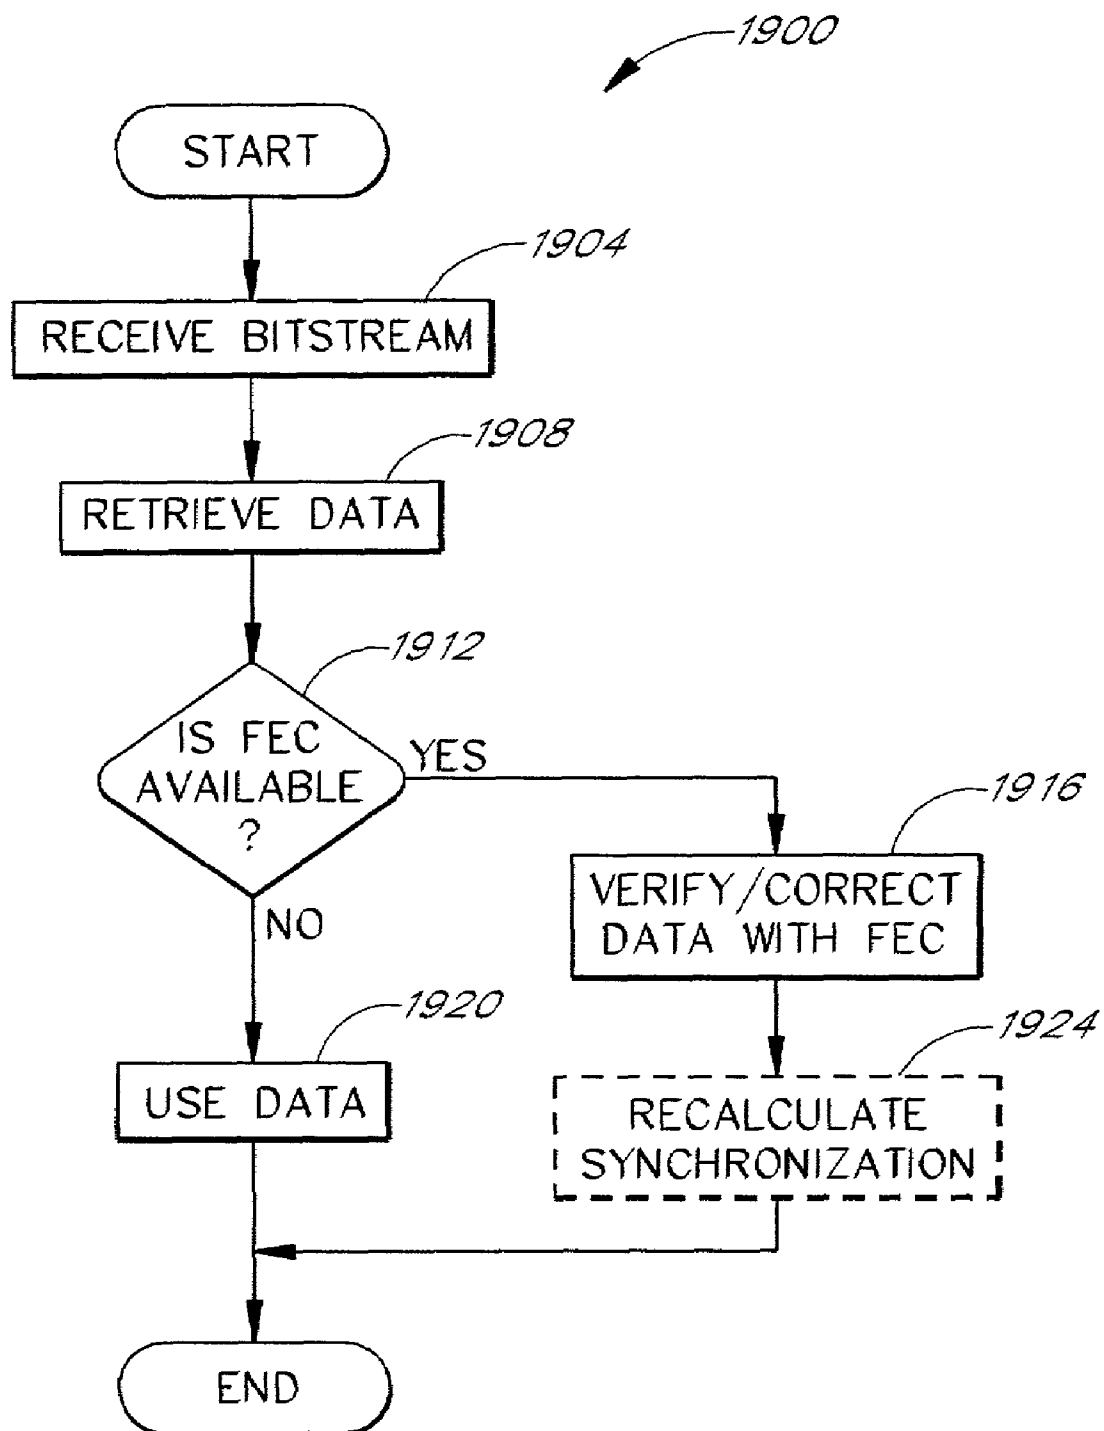 1900
START
1904
RECEIVE BITSTREAM
1908
RETRIEVE DATA
1912
IS FEC
AVAILABLE
?
YES
NO
1916
VERIFY/CORRECT
DATA WITH FEC
1920
USE DATA
1924
RECALCULATE
SYNCHRONIZATION
END